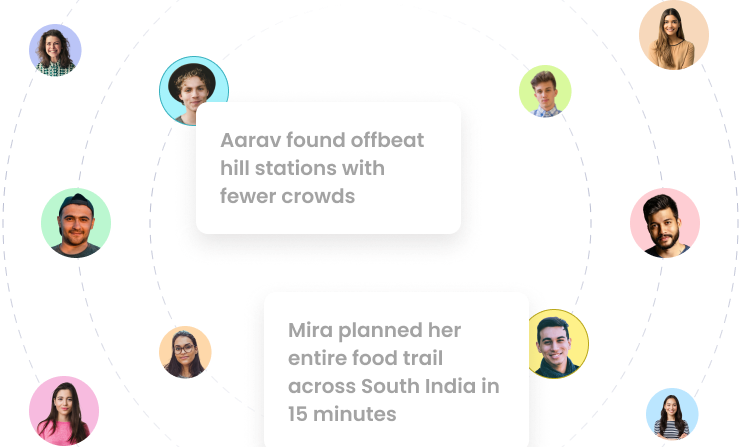 Aarav found offbeat
hill stations with
fewer crowds
Mira planned her
entire food trail
across South India in
15 minutes